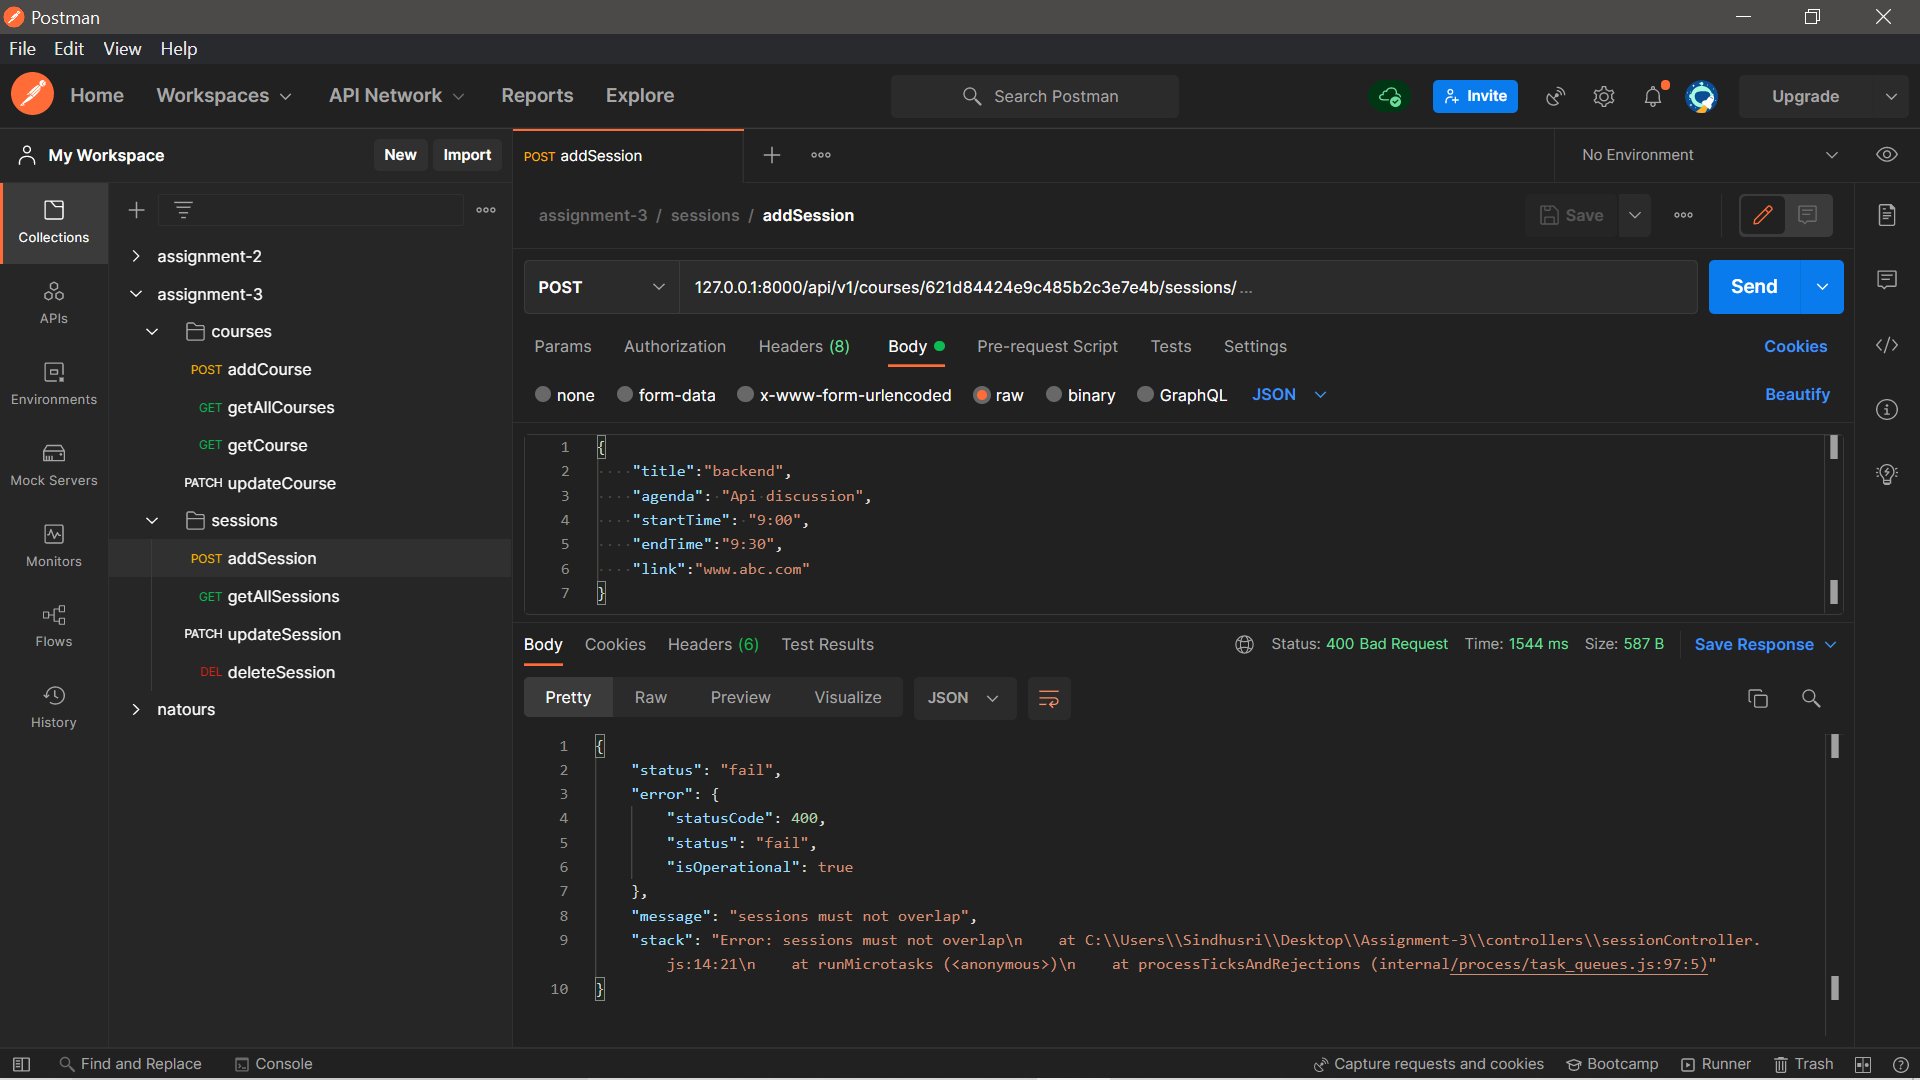 Postman
File Edit View Help
Home Workspaces API Network Reports Explore Search Postman Invite Upgrade
My Workspace New Import POST addSession No Environment
assignment-3 / sessions / addSession Save
Collections
APIs
Environments
Mock Servers
Monitors
Flows
History
assignment-2
assignment-3
courses
POST addCourse
GET getAllCourses
GET getCourse
PATCH updateCourse
sessions
POST addSession
GET getAllSessions
PATCH updateSession
DEL deleteSession
natours
POST 127.0.0.1:8000/api/v1/courses/621d84424e9c485b2c3e7e4b/sessions/ ... Send
Params Authorization Headers (8) Body Pre-request Script Tests Settings Cookies
none form-data x-www-form-urlencoded raw binary GraphQL JSON Beautify
1 {
2 ····"title":"backend",
3 ····"agenda":·"Api·discussion",
4 ····"startTime":·"9:00",
5 ····"endTime":"9:30",
6 ····"link":"www.abc.com"
7 }
Body Cookies Headers (6) Test Results Status: 400 Bad Request Time: 1544 ms Size: 587 B Save Response
Pretty Raw Preview Visualize JSON
1 {
2 "status": "fail",
3 "error": {
4 "statusCode": 400,
5 "status": "fail",
6 "isOperational": true
7 },
8 "message": "sessions must not overlap",
9 "stack": "Error: sessions must not overlap\n    at C:\\Users\\Sindhusri\\Desktop\\Assignment-3\\controllers\\sessionController.
js:14:21\n    at runMicrotasks (<anonymous>)\n    at processTicksAndRejections (internal/process/task_queues.js:97:5)"
10 }
Find and Replace Console Capture requests and cookies Bootcamp Runner Trash